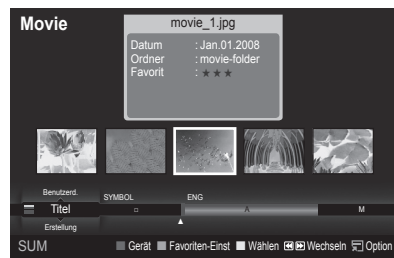 Movie
movie_1.jpg
Datum : Jan.01.2008
Ordner : movie-folder
Favorit : ★ ★ ★
Benutzerd.
SYMBOL ENG
Titel □ A M
Erstellung
SUM Gerät Favoriten-Einst Wählen Wechseln Option